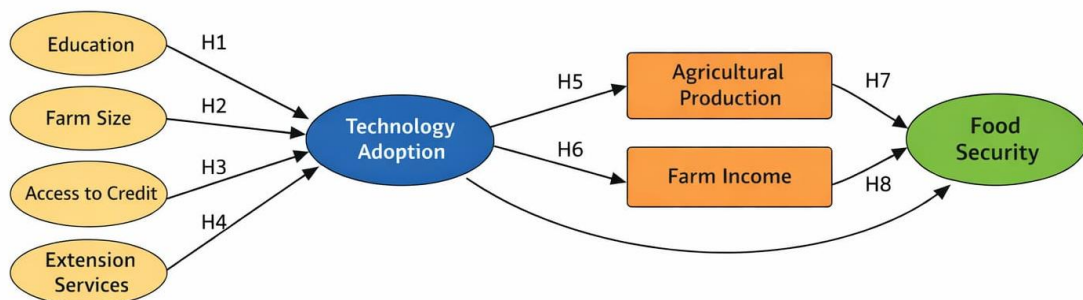 Education
H1
Farm Size
H2
Access to Credit
H3
Extension
Services
H4
Technology
Adoption
H5
H6
Agricultural
Production
Farm Income
H7
H8
Food
Security